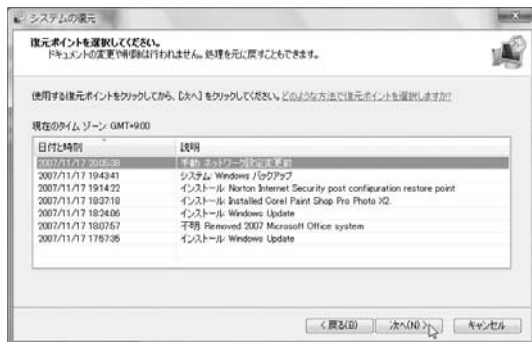 システムの復元
復元ポイントを選択してください。
ドキュメントの変更や削除は行われません。処理を元に戻すこともできます。
使用する復元ポイントをクリックしてから、[次へ] をクリックしてください。どのような方法で復元ポイントを選択しますか?
現在のタイム ゾーン: GMT+9:00
日付と時刻 説明
2007/11/17 20:05:38 手動: ネットワーク設定変更前
2007/11/17 19:43:41 システム: Windows バックアップ
2007/11/17 19:14:22 インストール: Norton Internet Security post configuration restore point
2007/11/17 18:37:18 インストール: Installed Corel Paint Shop Pro Photo X2.
2007/11/17 18:24:06 インストール: Windows Update
2007/11/17 18:07:57 不明: Removed 2007 Microsoft Office system
2007/11/17 17:57:35 インストール: Windows Update
< 戻る(B) 次へ(N) > キャンセル